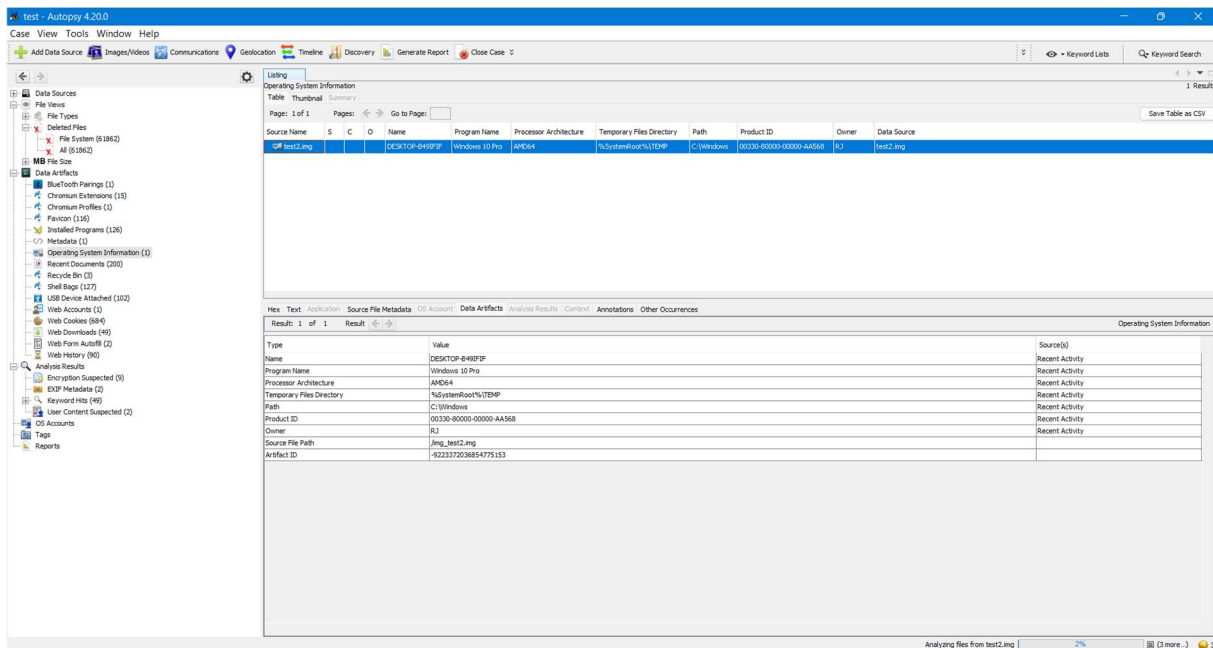 test - Autopsy 4.20.0
Case View Tools Window Help
Add Data Source Images/Videos Communications Geolocation Timeline Discovery Generate Report Close Case Keyword Lists Keyword Search
Listing
Operating System Information 1 Result
Table Thumbnail Summary
Page: 1 of 1 Pages: Go to Page: Save Table as CSV
Source Name S C O Name Program Name Processor Architecture Temporary Files Directory Path Product ID Owner Data Source
test2.img DESKTOP-B49IFIF Windows 10 Pro AMD64 %SystemRoot%\TEMP C:\Windows 00330-80000-00000-AA568 RJ test2.img
Data Sources
File Views
File Types
Deleted Files
File System (61862)
All (61862)
MB File Size
Data Artifacts
BlueTooth Pairings (1)
Chromium Extensions (15)
Chromium Profiles (1)
Favicon (116)
Installed Programs (126)
Metadata (1)
Operating System Information (1)
Recent Documents (200)
Recycle Bin (3)
Shell Bags (127)
USB Device Attached (102)
Web Accounts (1)
Web Cookies (684)
Web Downloads (49)
Web Form Autofill (2)
Web History (90)
Analysis Results
Encryption Suspected (9)
EXIF Metadata (2)
Keyword Hits (49)
User Content Suspected (2)
OS Accounts
Tags
Reports
Hex Text Application Source File Metadata OS Account Data Artifacts Analysis Results Context Annotations Other Occurrences
Result: 1 of 1 Result Operating System Information
Type Value Source(s)
Name DESKTOP-B49IFIF Recent Activity
Program Name Windows 10 Pro Recent Activity
Processor Architecture AMD64 Recent Activity
Temporary Files Directory %SystemRoot%\TEMP Recent Activity
Path C:\Windows Recent Activity
Product ID 00330-80000-00000-AA568 Recent Activity
Owner RJ Recent Activity
Source File Path /img_test2.img
Artifact ID -9223372036854775153
Analyzing files from test2.img 2% (3 more...)